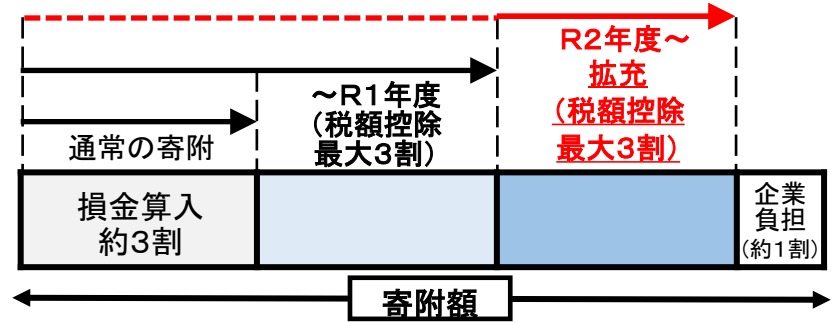 R2年度～
拡充
(税額控除
最大3割)
～R1年度
(税額控除
最大3割)
通常の寄附
損金算入
約3割
企業
負担
(約1割)
寄附額